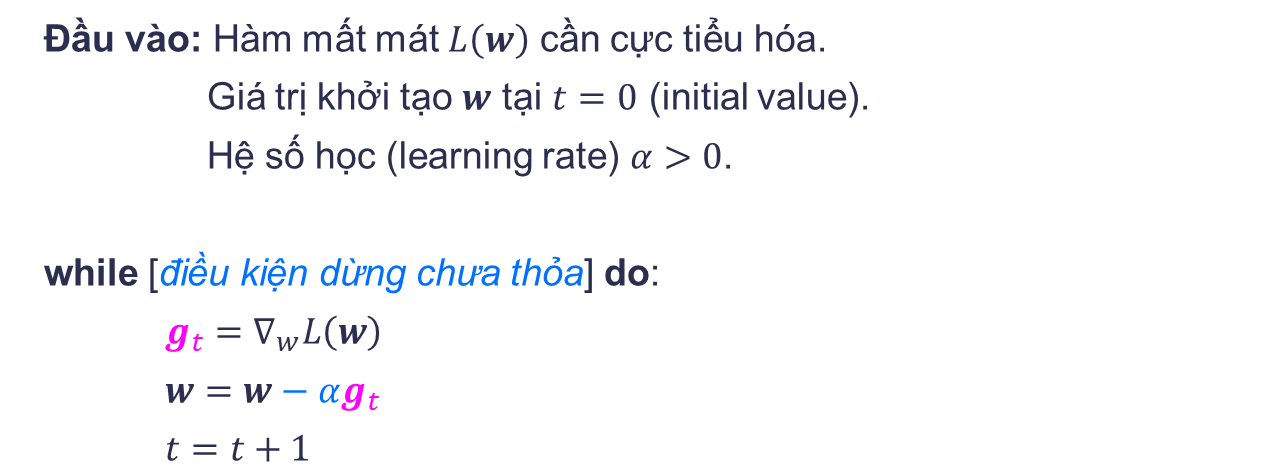 Đầu vào: Hàm mất mát L(w) cần cực tiểu hóa.
Giá trị khởi tạo w tại t = 0 (initial value).
Hệ số học (learning rate) α > 0.
while [điều kiện dừng chưa thỏa] do:
g_t = ∇_w L(w)
w = w − αg_t
t = t + 1